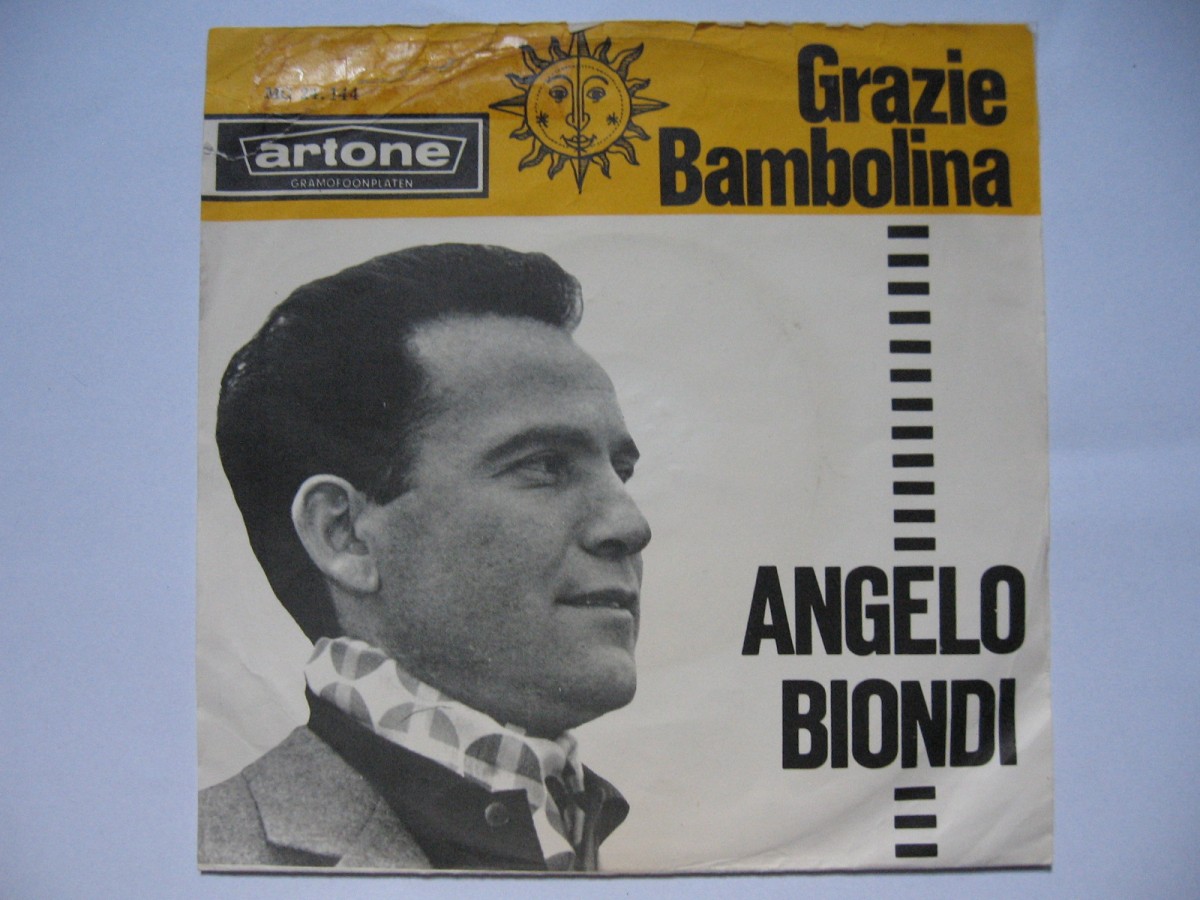 Grazie
Bambolina
artone
GRAMOFOONPLATEN
ANGELO
BIONDI